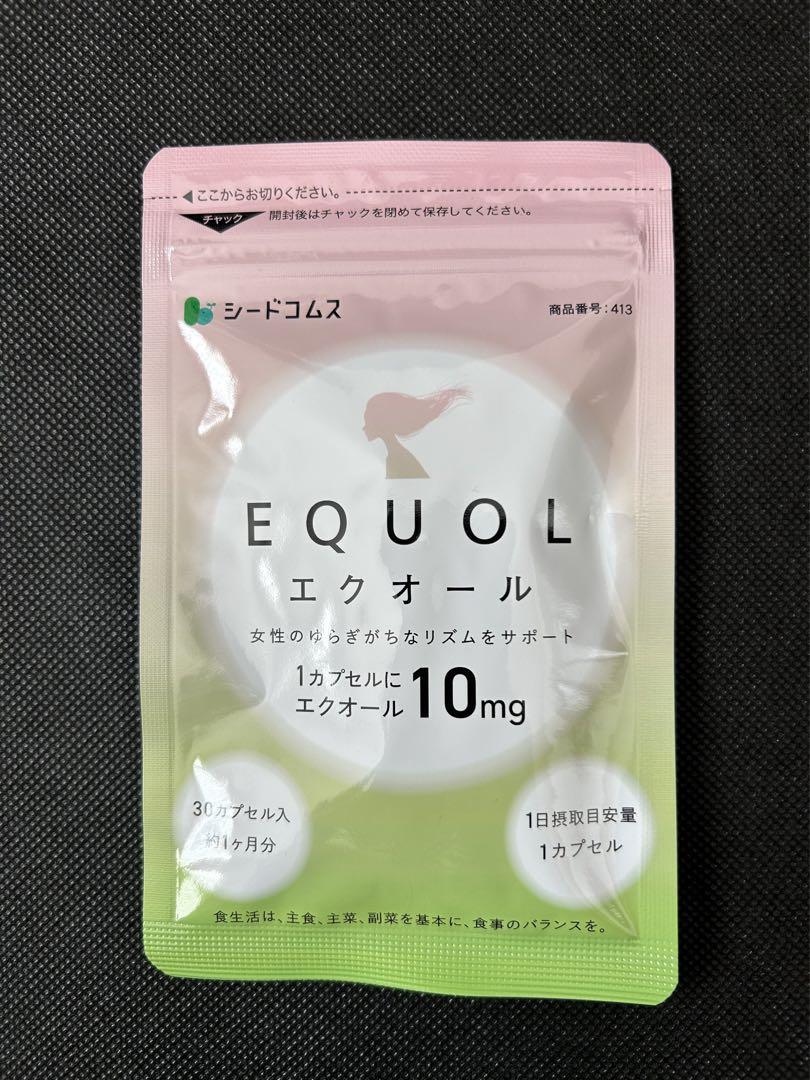 ここからお切りください。
チャック
開封後はチャックを閉めて保存してください。
シードコムス
商品番号:413
EQUOL
エクオール
女性のゆらぎがちなリズムをサポート
1カプセルに
エクオール10mg
30カプセル入
約1ヶ月分
1日摂取目安量
1カプセル
食生活は、主食、主菜、副菜を基本に、食事のバランスを。